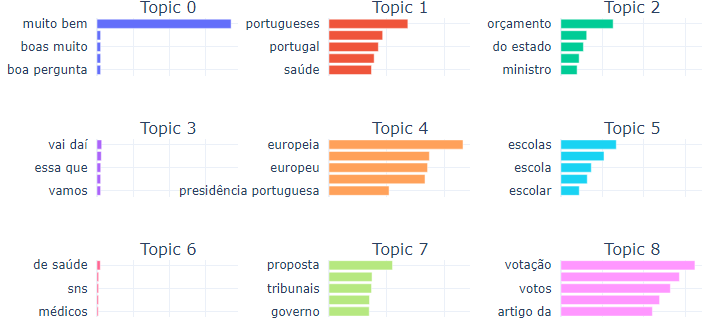 Topic 0
muito bem
boas muito
boa pergunta
Topic 1
portugueses
portugal
saúde
Topic 2
orçamento
do estado
ministro
Topic 3
vai daí
essa que
vamos
Topic 4
europeia
europeu
presidência portuguesa
Topic 5
escolas
escola
escolar
Topic 6
de saúde
sns
médicos
Topic 7
proposta
tribunais
governo
Topic 8
votação
votos
artigo da